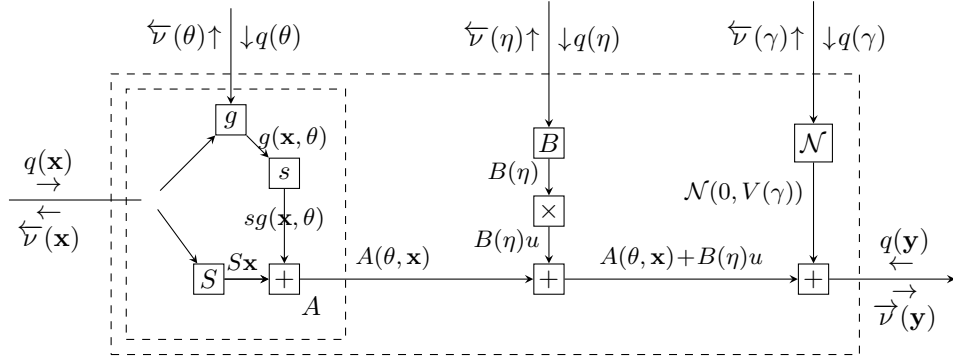 ν(θ)↑ ↓q(θ) ν(η)↑ ↓q(η) ν(γ)↑ ↓q(γ)
g
g(x, θ)
B
N
q(x)
s
B(η)
N(0, V(γ))
sg(x, θ)
×
ν(x)
B(η)u
q(y)
S
Sx
+
A(θ, x)
+
A(θ, x)+B(η)u
+
A
ν(y)